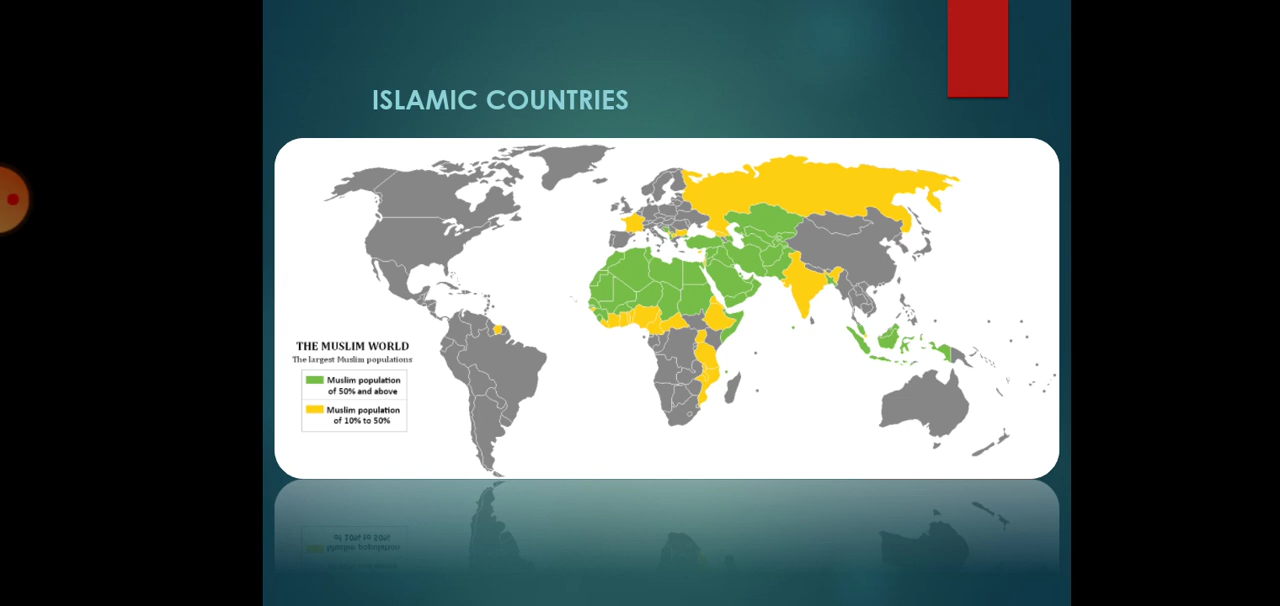 ISLAMIC COUNTRIES
THE MUSLIM WORLD
The largest Muslim populations
Muslim population
of 50% and above
Muslim population
of 10% to 50%